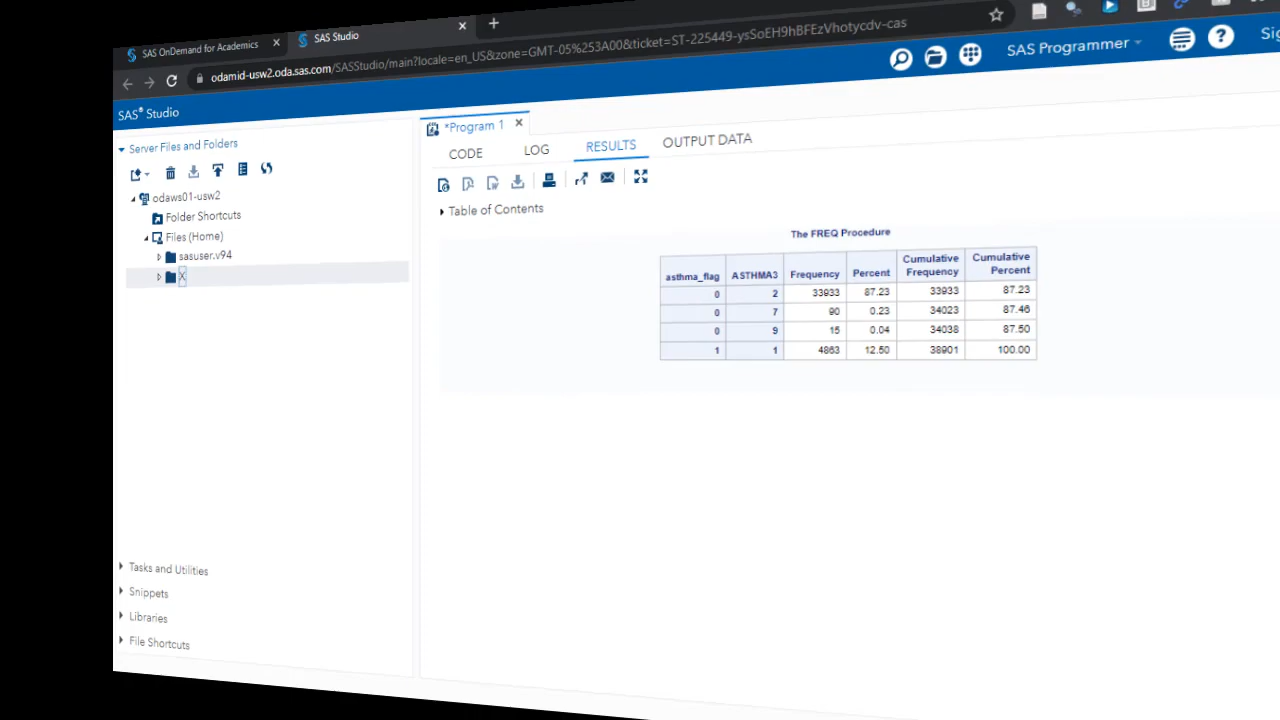 SAS OnDemand for Academics
SAS Studio
odamid-usw2.oda.sas.com/SASStudio/main?locale=en_US&zone=GMT-05%253A00&ticket=ST-225449-ysSoEH9hBFEzVhotycdv-cas
SAS® Studio
SAS Programmer
Server Files and Folders
odaws01-usw2
Folder Shortcuts
Files (Home)
sasuser.v94
X
Tasks and Utilities
Snippets
Libraries
File Shortcuts
*Program 1
CODE LOG RESULTS OUTPUT DATA
Table of Contents
The FREQ Procedure
asthma_flag ASTHMA3 Frequency Percent Cumulative Frequency Cumulative Percent
0 2 33933 87.23 33933 87.23
0 7 90 0.23 34023 87.46
0 9 15 0.04 34038 87.50
1 1 4863 12.50 38901 100.00